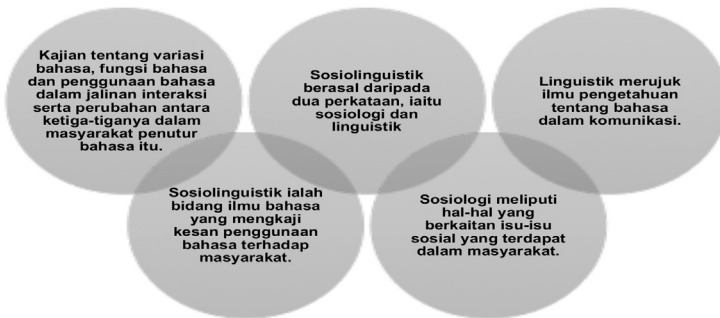 Kajian tentang variasi
bahasa, fungsi bahasa
dan penggunaan bahasa
dalam jalinan interaksi
serta perubahan antara
ketiga-tiganya dalam
masyarakat penutur
bahasa itu.
Sosiolinguistik
berasal daripada
dua perkataan, iaitu
sosiologi dan
linguistik
Linguistik merujuk
ilmu pengetahuan
tentang bahasa
dalam komunikasi.
Sosiolinguistik ialah
bidang ilmu bahasa
yang mengkaji
kesan penggunaan
bahasa terhadap
masyarakat.
Sosiologi meliputi
hal-hal yang
berkaitan isu-isu
sosial yang terdapat
dalam masyarakat.